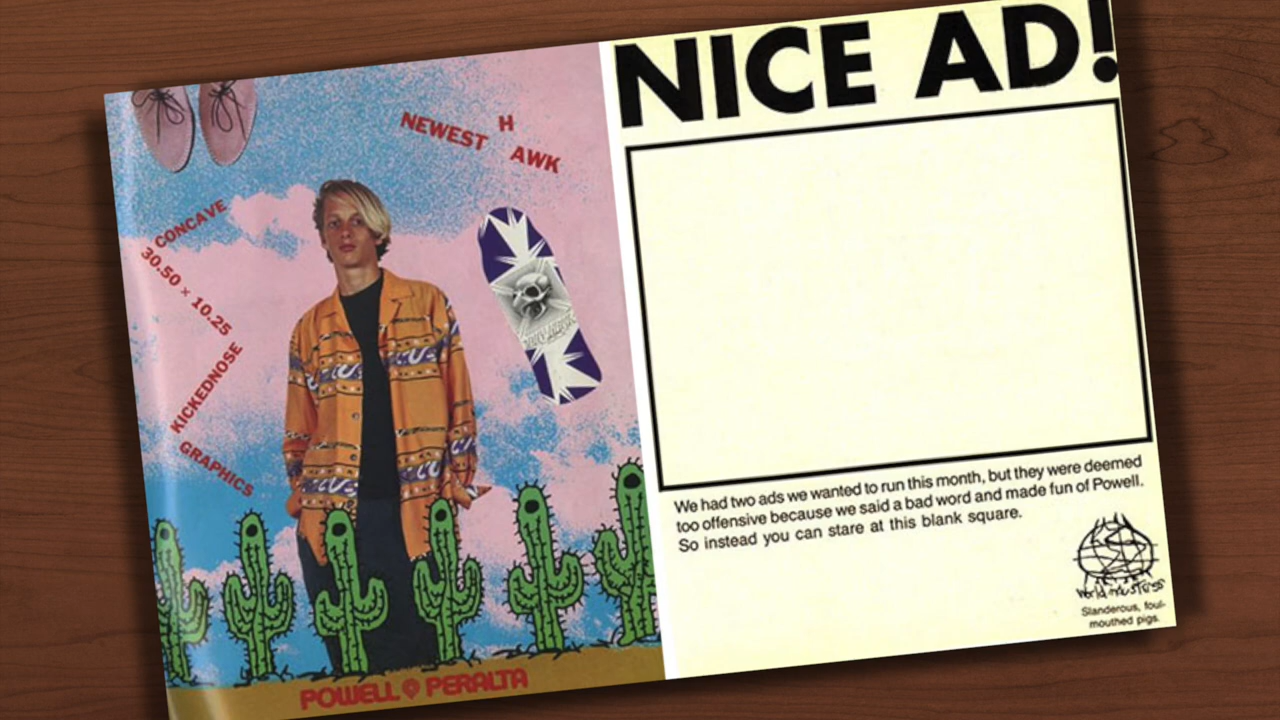 NEWEST HAWK
CONCAVE
30.50 × 10.25
KICKEDNOSE
GRAPHICS
POWELL PERALTA
NICE AD!
We had two ads we wanted to run this month, but they were deemed
too offensive because we said a bad word and made fun of Powell.
So instead you can stare at this blank square.
World industries
Slanderous, foul-
mouthed pigs.